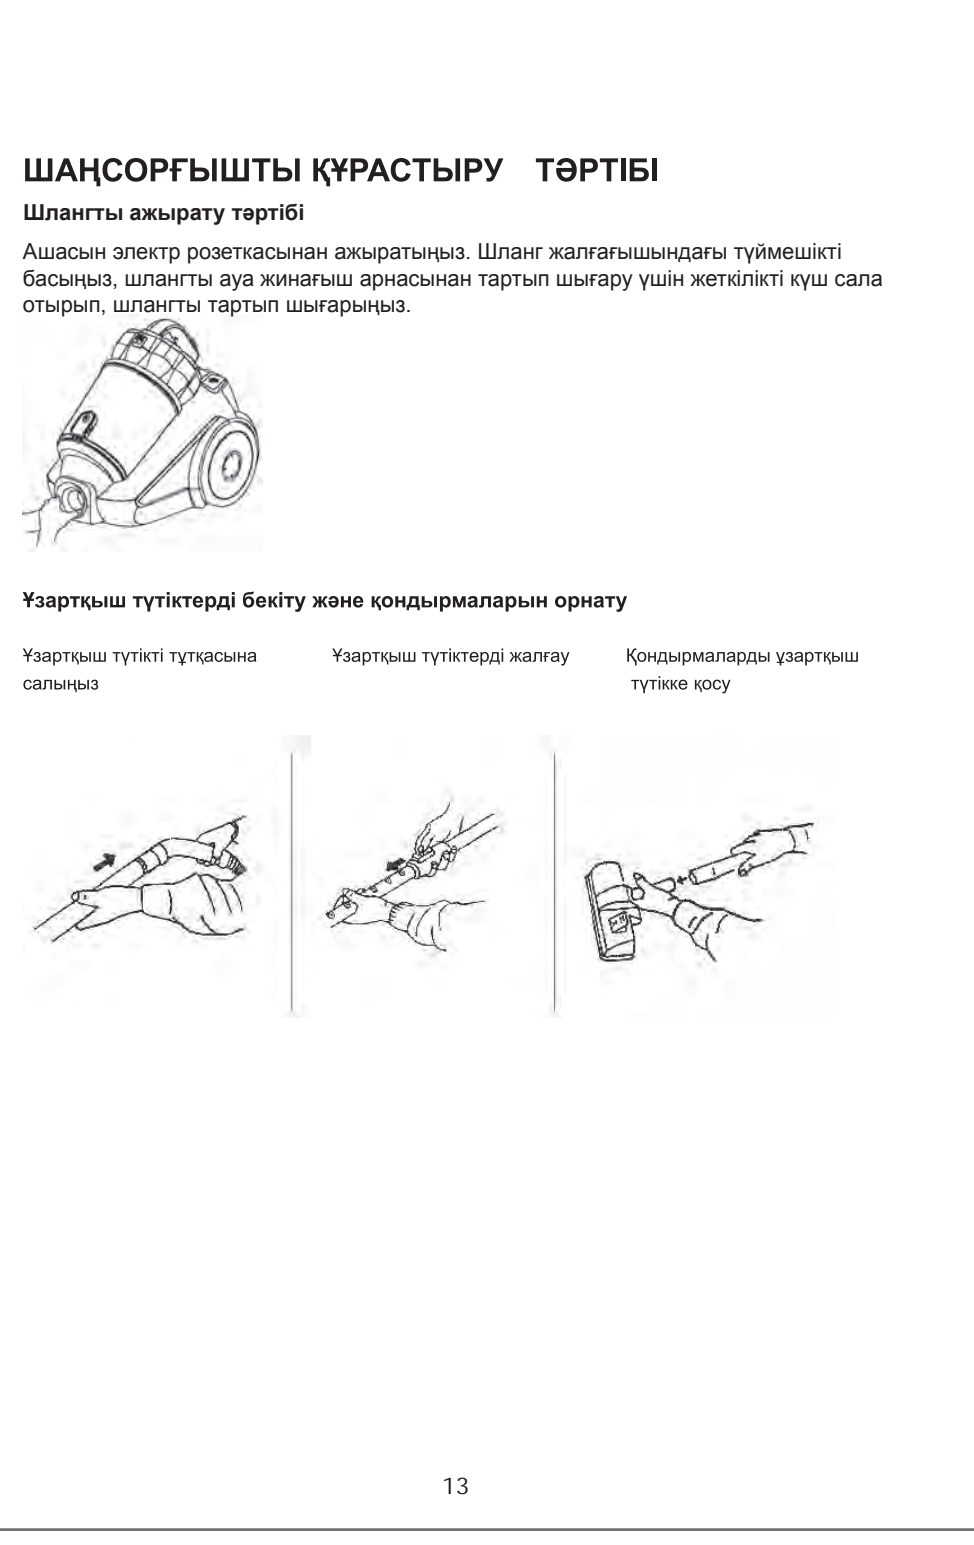 ШАҢСОРҒЫШТЫ ҚҰРАСТЫРУ ТӘРТІБІ
Шлангты ажырату тәртібі
Ашасын электр розеткасынан ажыратыңыз. Шланг жалғағышындағы түймешікті
басыңыз, шлангты ауа жинағыш арнасынан тартып шығару үшін жеткілікті күш сала
отырып, шлангты тартып шығарыңыз.
Ұзартқыш түтіктерді бекіту және қондырмаларын орнату
Ұзартқыш түтікті тұтқасына
салыңыз
Ұзартқыш түтіктерді жалғау
Қондырмаларды ұзартқыш
түтікке қосу
13